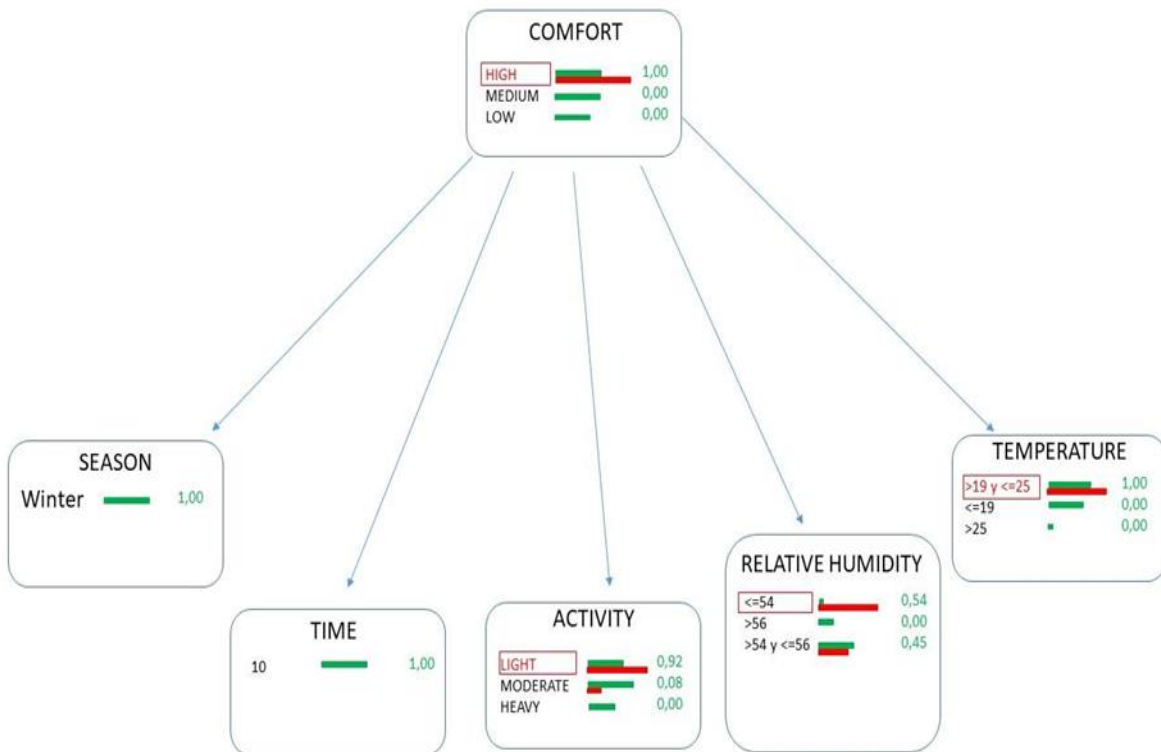 COMFORT
HIGH 1,00
MEDIUM 0,00
LOW 0,00
SEASON
Winter 1,00
TIME
10 1,00
ACTIVITY
LIGHT 0,92
MODERATE 0,08
HEAVY 0,00
RELATIVE HUMIDITY
<=54 0,54
>56 0,00
>54 y <=56 0,45
TEMPERATURE
>19 y <=25 1,00
<=19 0,00
>25 0,00